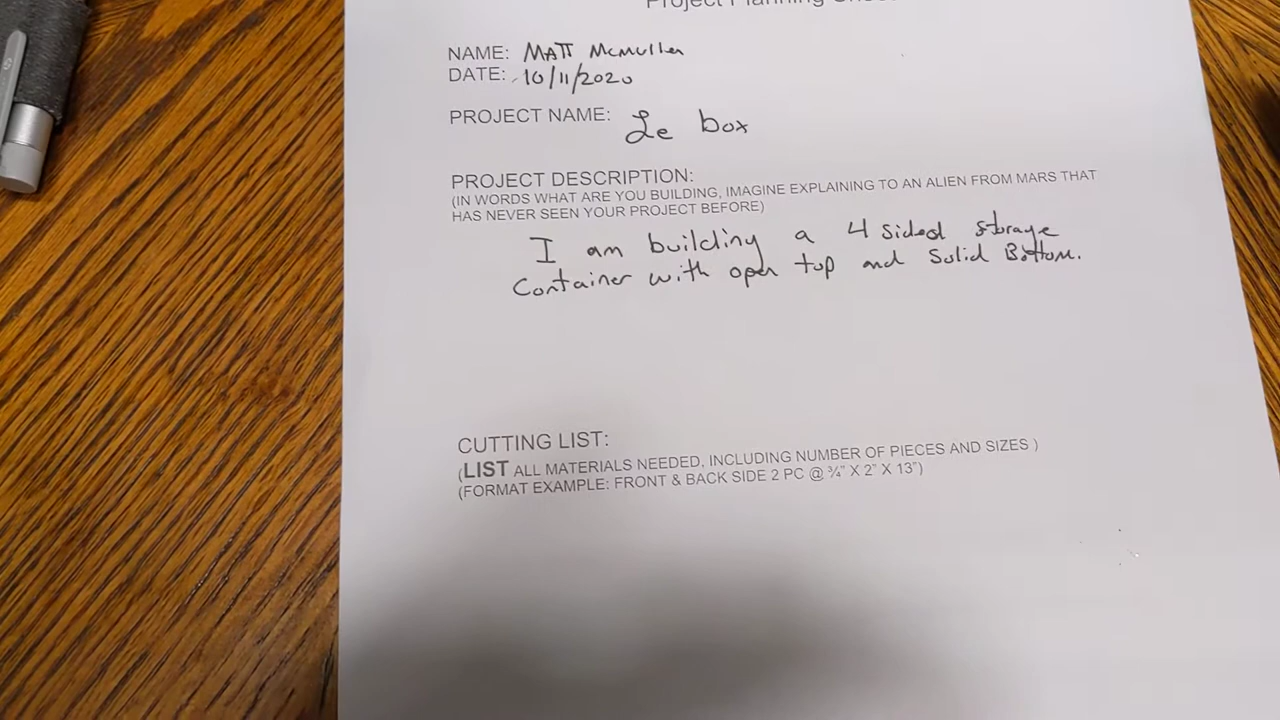 Project Planning Sheet
NAME: MATT McMullen
DATE: 10/11/2020
PROJECT NAME: Le box
PROJECT DESCRIPTION:
(IN WORDS WHAT ARE YOU BUILDING, IMAGINE EXPLAINING TO AN ALIEN FROM MARS THAT
HAS NEVER SEEN YOUR PROJECT BEFORE)
I am building a 4 sided storage
Container with open top and Solid Bottom.
CUTTING LIST:
(LIST ALL MATERIALS NEEDED, INCLUDING NUMBER OF PIECES AND SIZES )
(FORMAT EXAMPLE: FRONT & BACK SIDE 2 PC @ ¾" X 2" X 13")